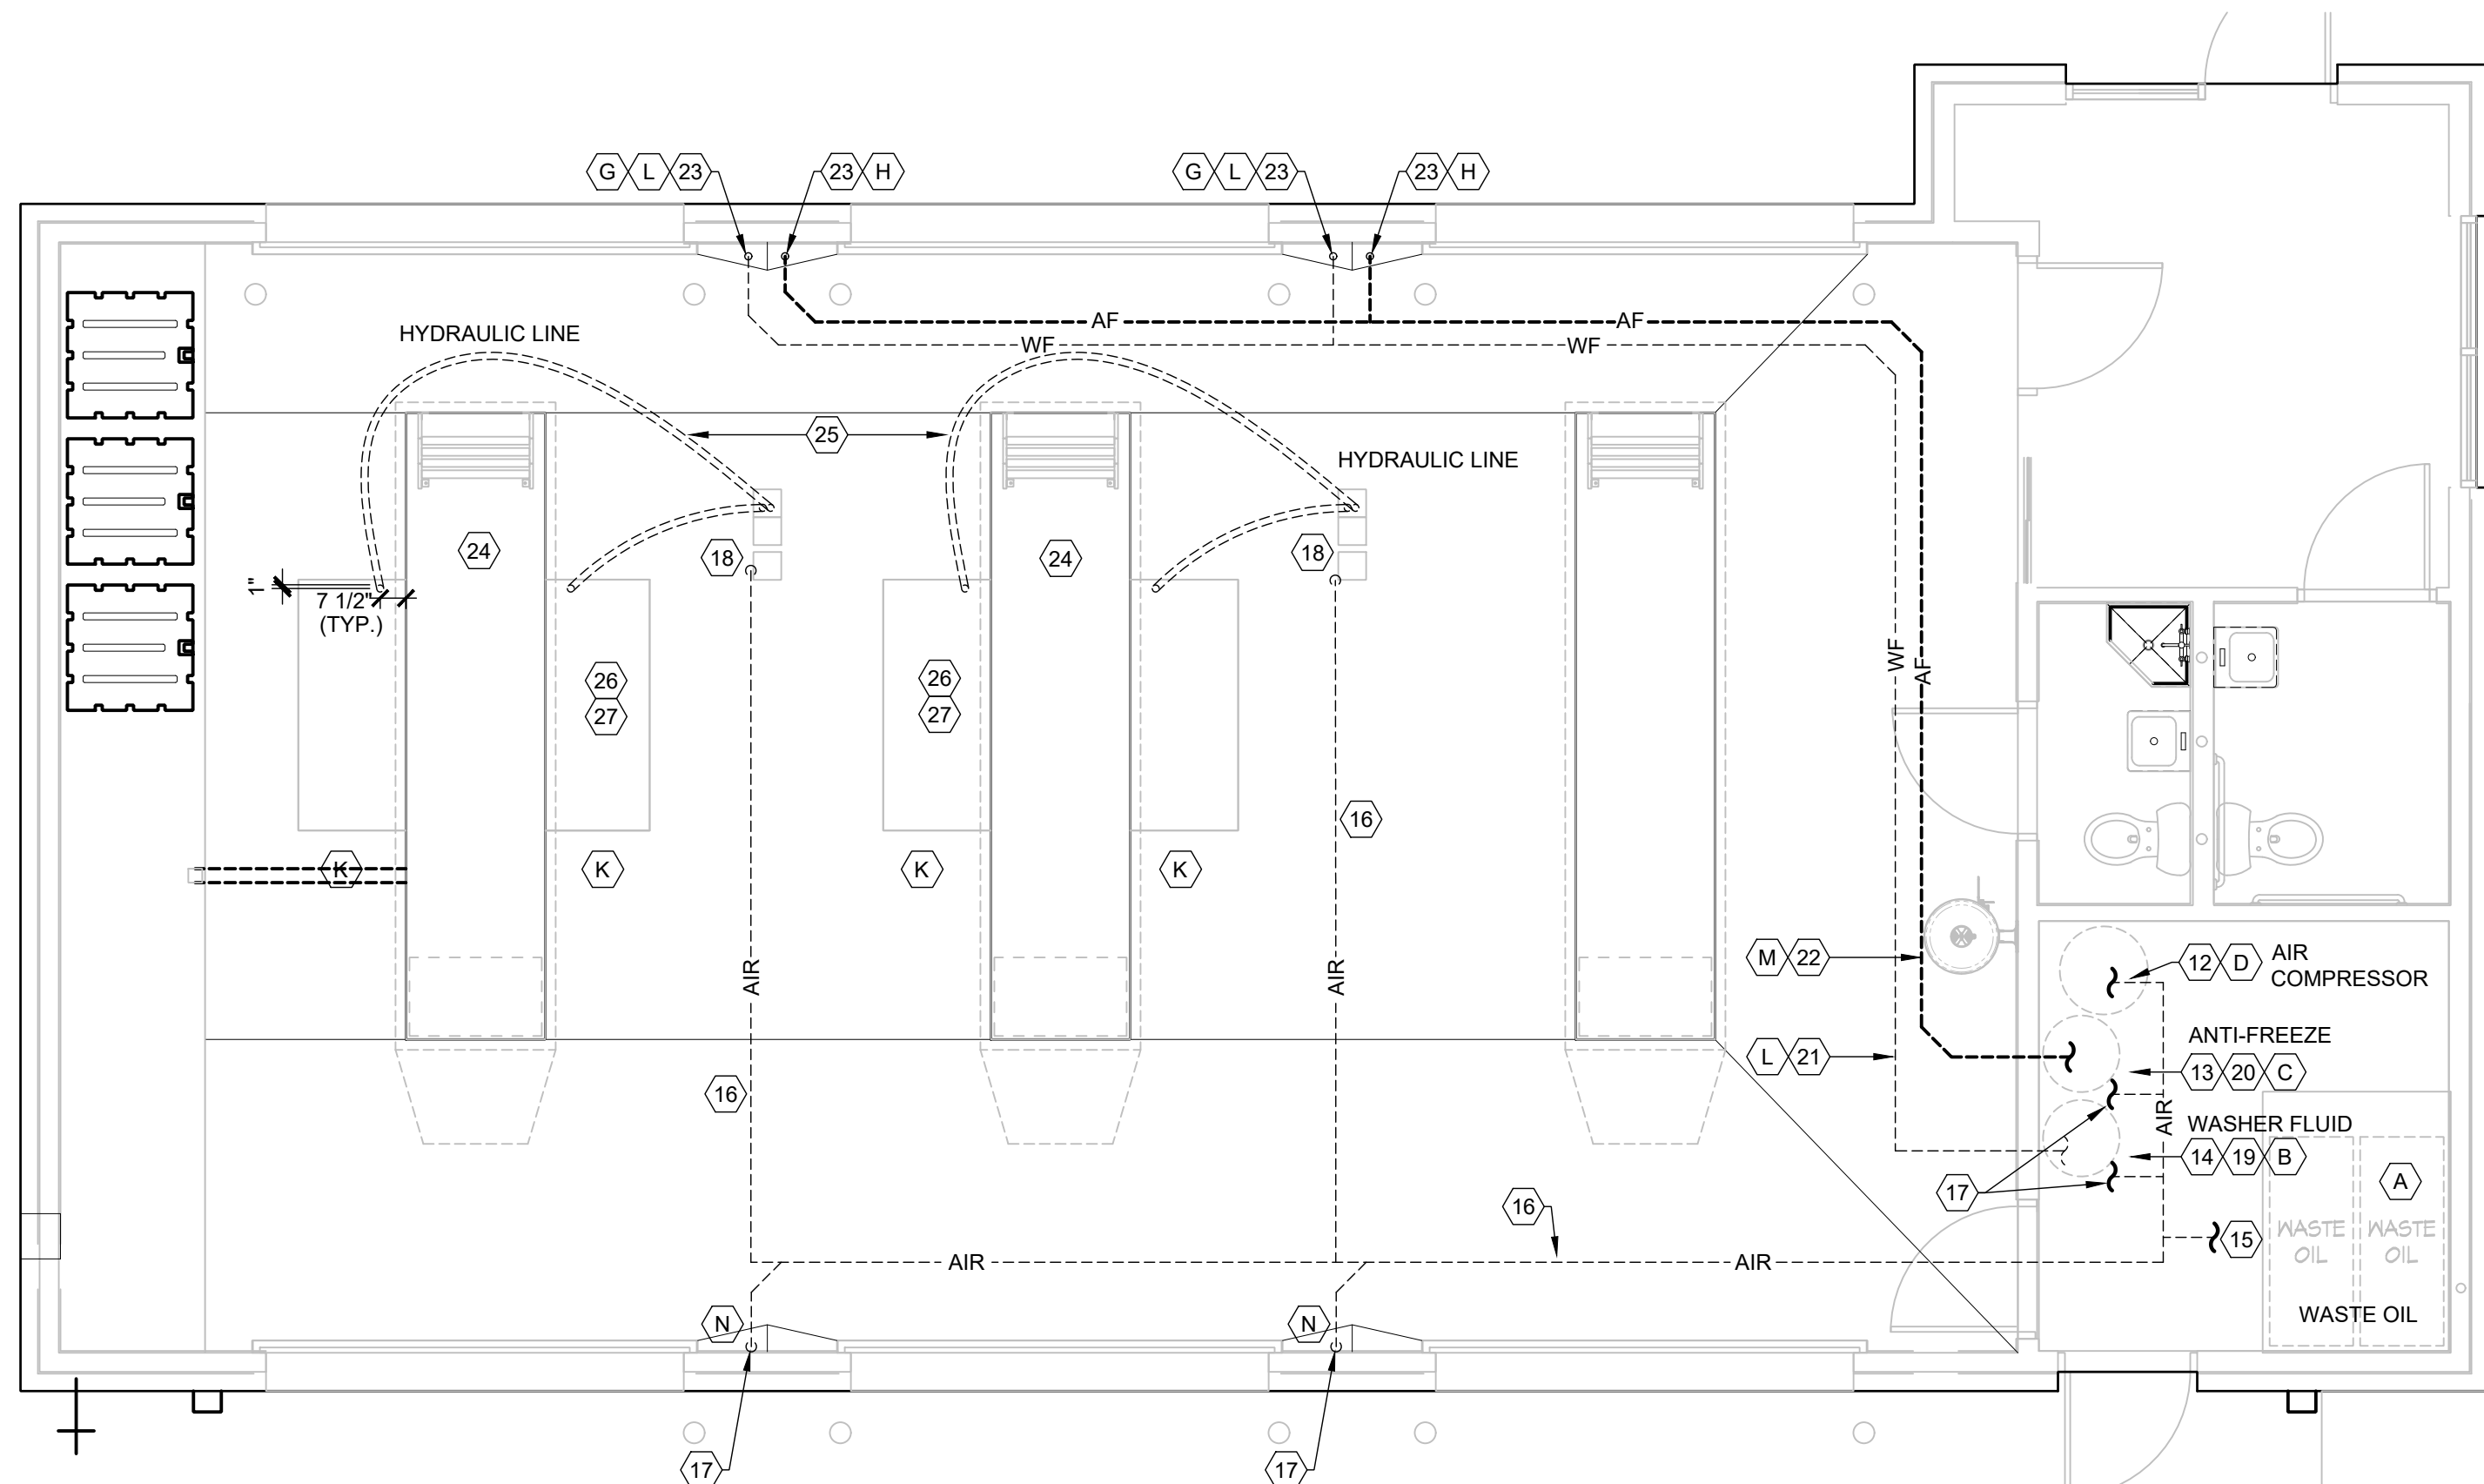 G L 23
23 H
G L 23
23 H
AF
AF
HYDRAULIC LINE
WF
WF
25
HYDRAULIC LINE
24
18
24
18
1"
7 1/2"
(TYP.)
26
27
26
27
WF
AF
16
K
K
K
K
AIR
AIR
M 22
12 D AIR
COMPRESSOR
ANTI-FREEZE
L 21
13 20 C
16
AIR
WASHER FLUID
14 19 B
17
A
16
WASTE
OIL
WASTE
OIL
15
AIR
AIR
N
N
WASTE OIL
17
17